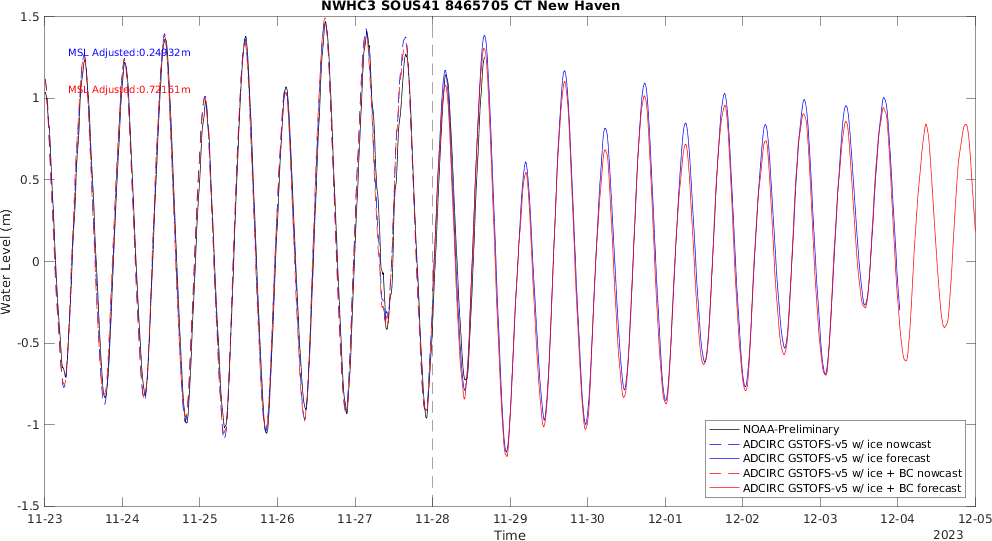 NWHC3 SOUS41 8465705 CT New Haven
MSL Adjusted:0.24932m
MSL Adjusted:0.72151m
Water Level (m)
1.5
1
0.5
0
-0.5
-1
-1.5
NOAA-Preliminary
ADCIRC GSTOFS-v5 w/ ice nowcast
ADCIRC GSTOFS-v5 w/ ice forecast
ADCIRC GSTOFS-v5 w/ ice + BC nowcast
ADCIRC GSTOFS-v5 w/ ice + BC forecast
11-23 11-24 11-25 11-26 11-27 11-28 11-29 11-30 12-01 12-02 12-03 12-04 12-05
Time
2023